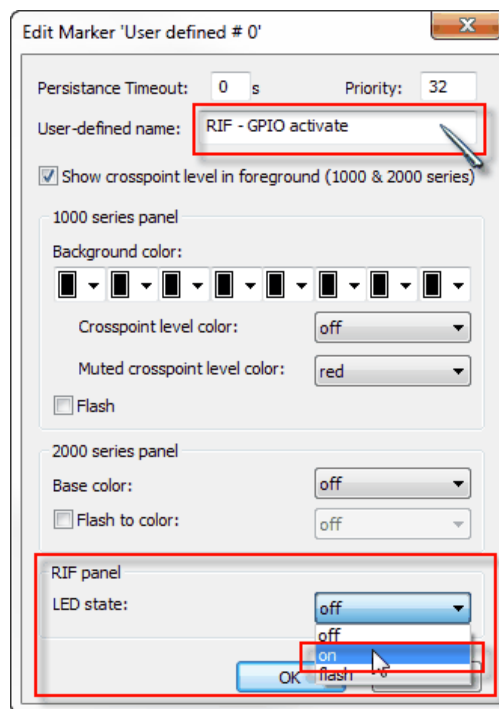 Edit Marker 'User defined # 0'
Persistance Timeout: 0 s Priority: 32
User-defined name: RIF - GPIO activate
Show crosspoint level in foreground (1000 & 2000 series)
1000 series panel
Background color:
Crosspoint level color: off
Muted crosspoint level color: red
Flash
2000 series panel
Base color: off
Flash to color: off
RIF panel
LED state: off
off
on
flash
OK